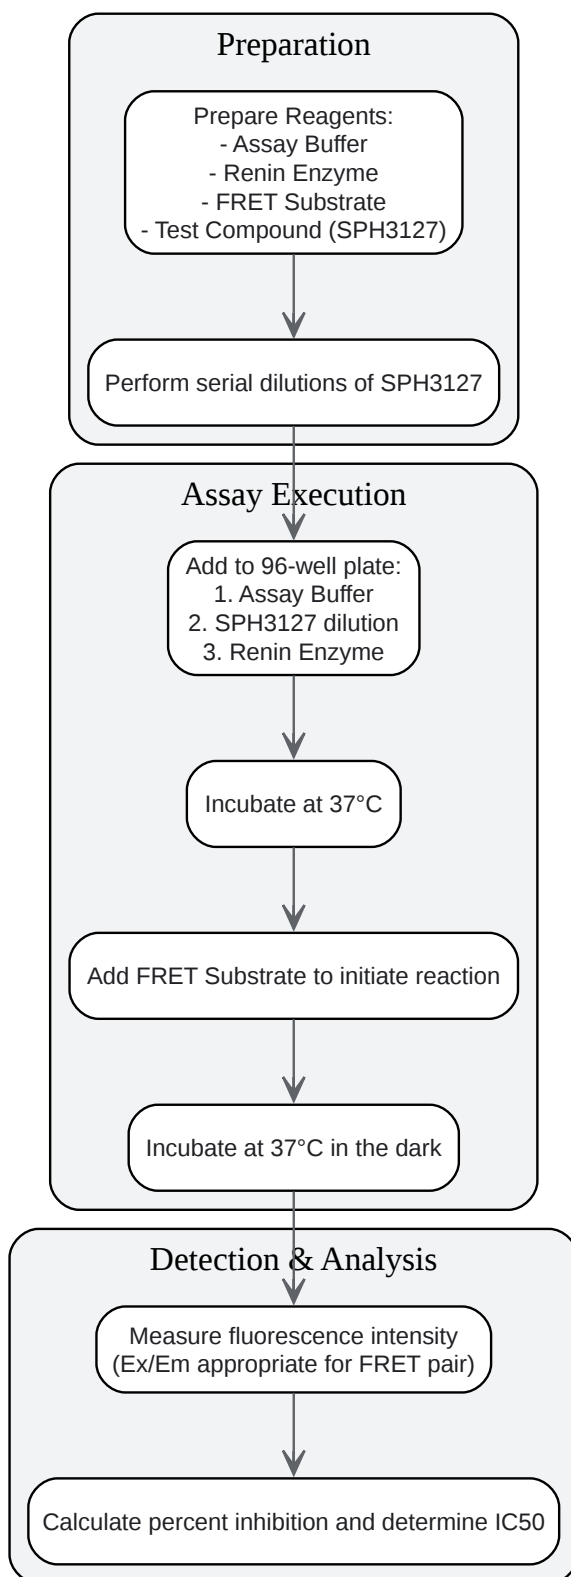 Preparation
Prepare Reagents:
- Assay Buffer
- Renin Enzyme
- FRET Substrate
- Test Compound (SPH3127)
Perform serial dilutions of SPH3127
Assay Execution
Add to 96-well plate:
1. Assay Buffer
2. SPH3127 dilution
3. Renin Enzyme
Incubate at 37°C
Add FRET Substrate to initiate reaction
Incubate at 37°C in the dark
Detection & Analysis
Measure fluorescence intensity
(Ex/Em appropriate for FRET pair)
Calculate percent inhibition and determine IC50